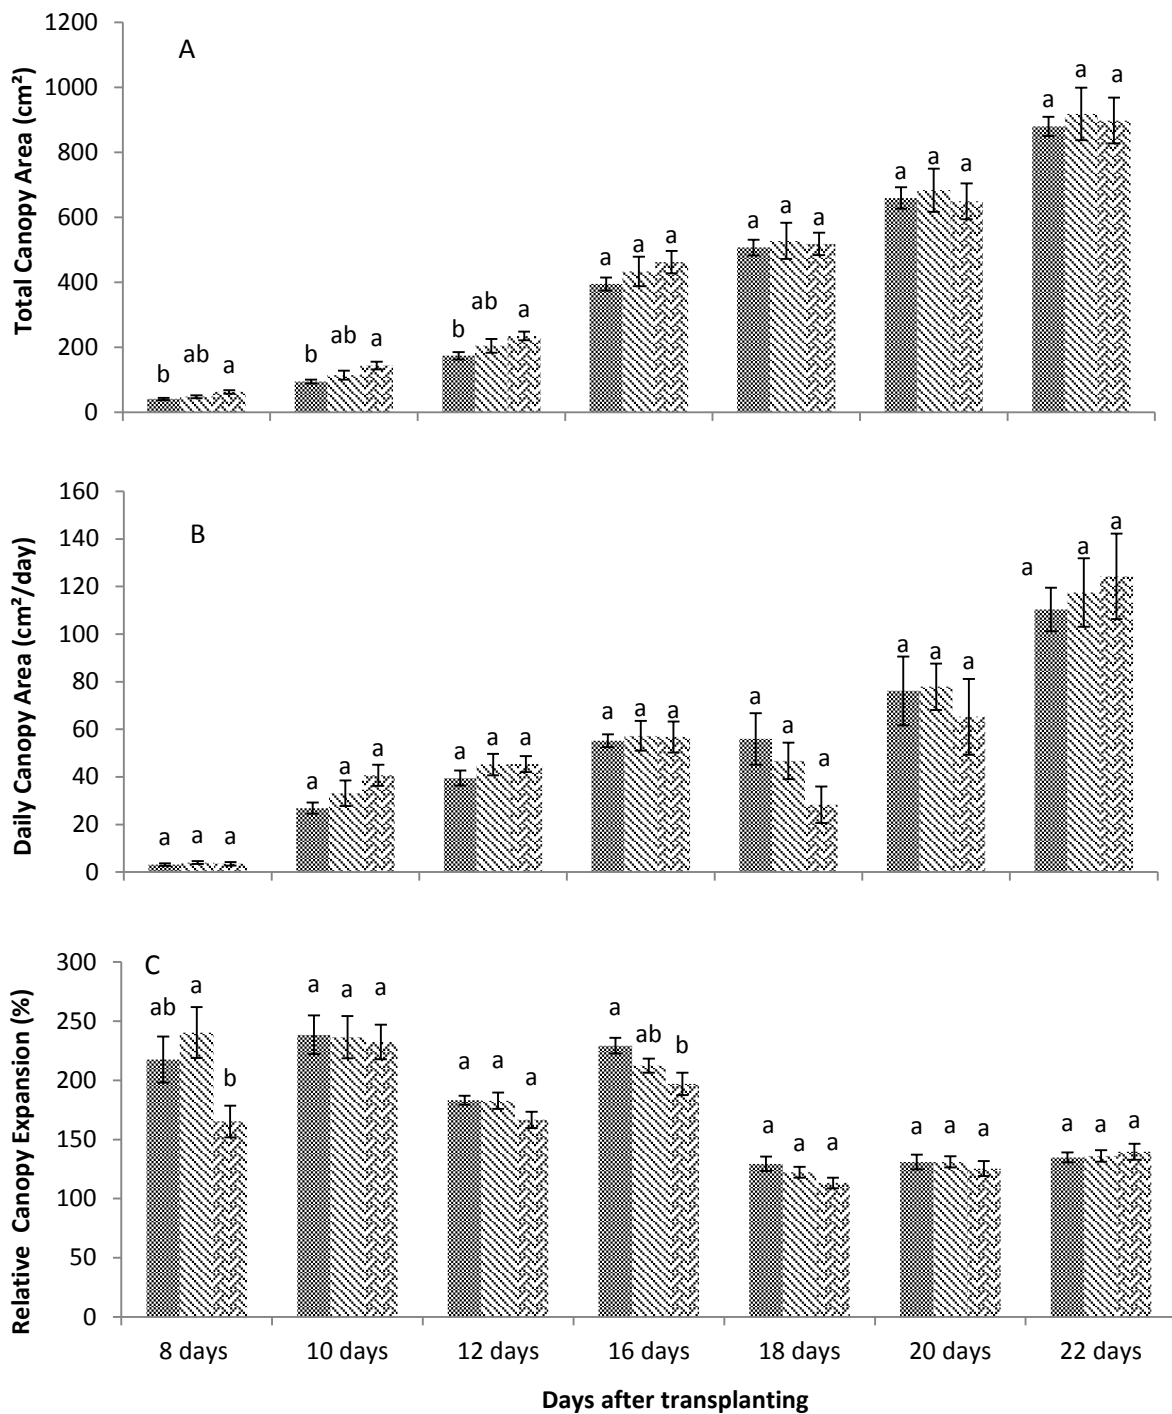 A
Total Canopy Area (cm²)
1200
1000
800
600
400
200
0
b ab a
b ab a
b ab a
a a a
a a a
a a a
a a a
B
Daily Canopy Area (cm²/day)
160
140
120
100
80
60
40
20
0
a a a
a a a
a a a
a a a
a a a
a a a
a a a
C
Relative Canopy Expansion (%)
300
250
200
150
100
50
0
ab a b
a a a
a a a
a ab b
a a a
a a a
a a a
8 days 10 days 12 days 16 days 18 days 20 days 22 days
Days after transplanting